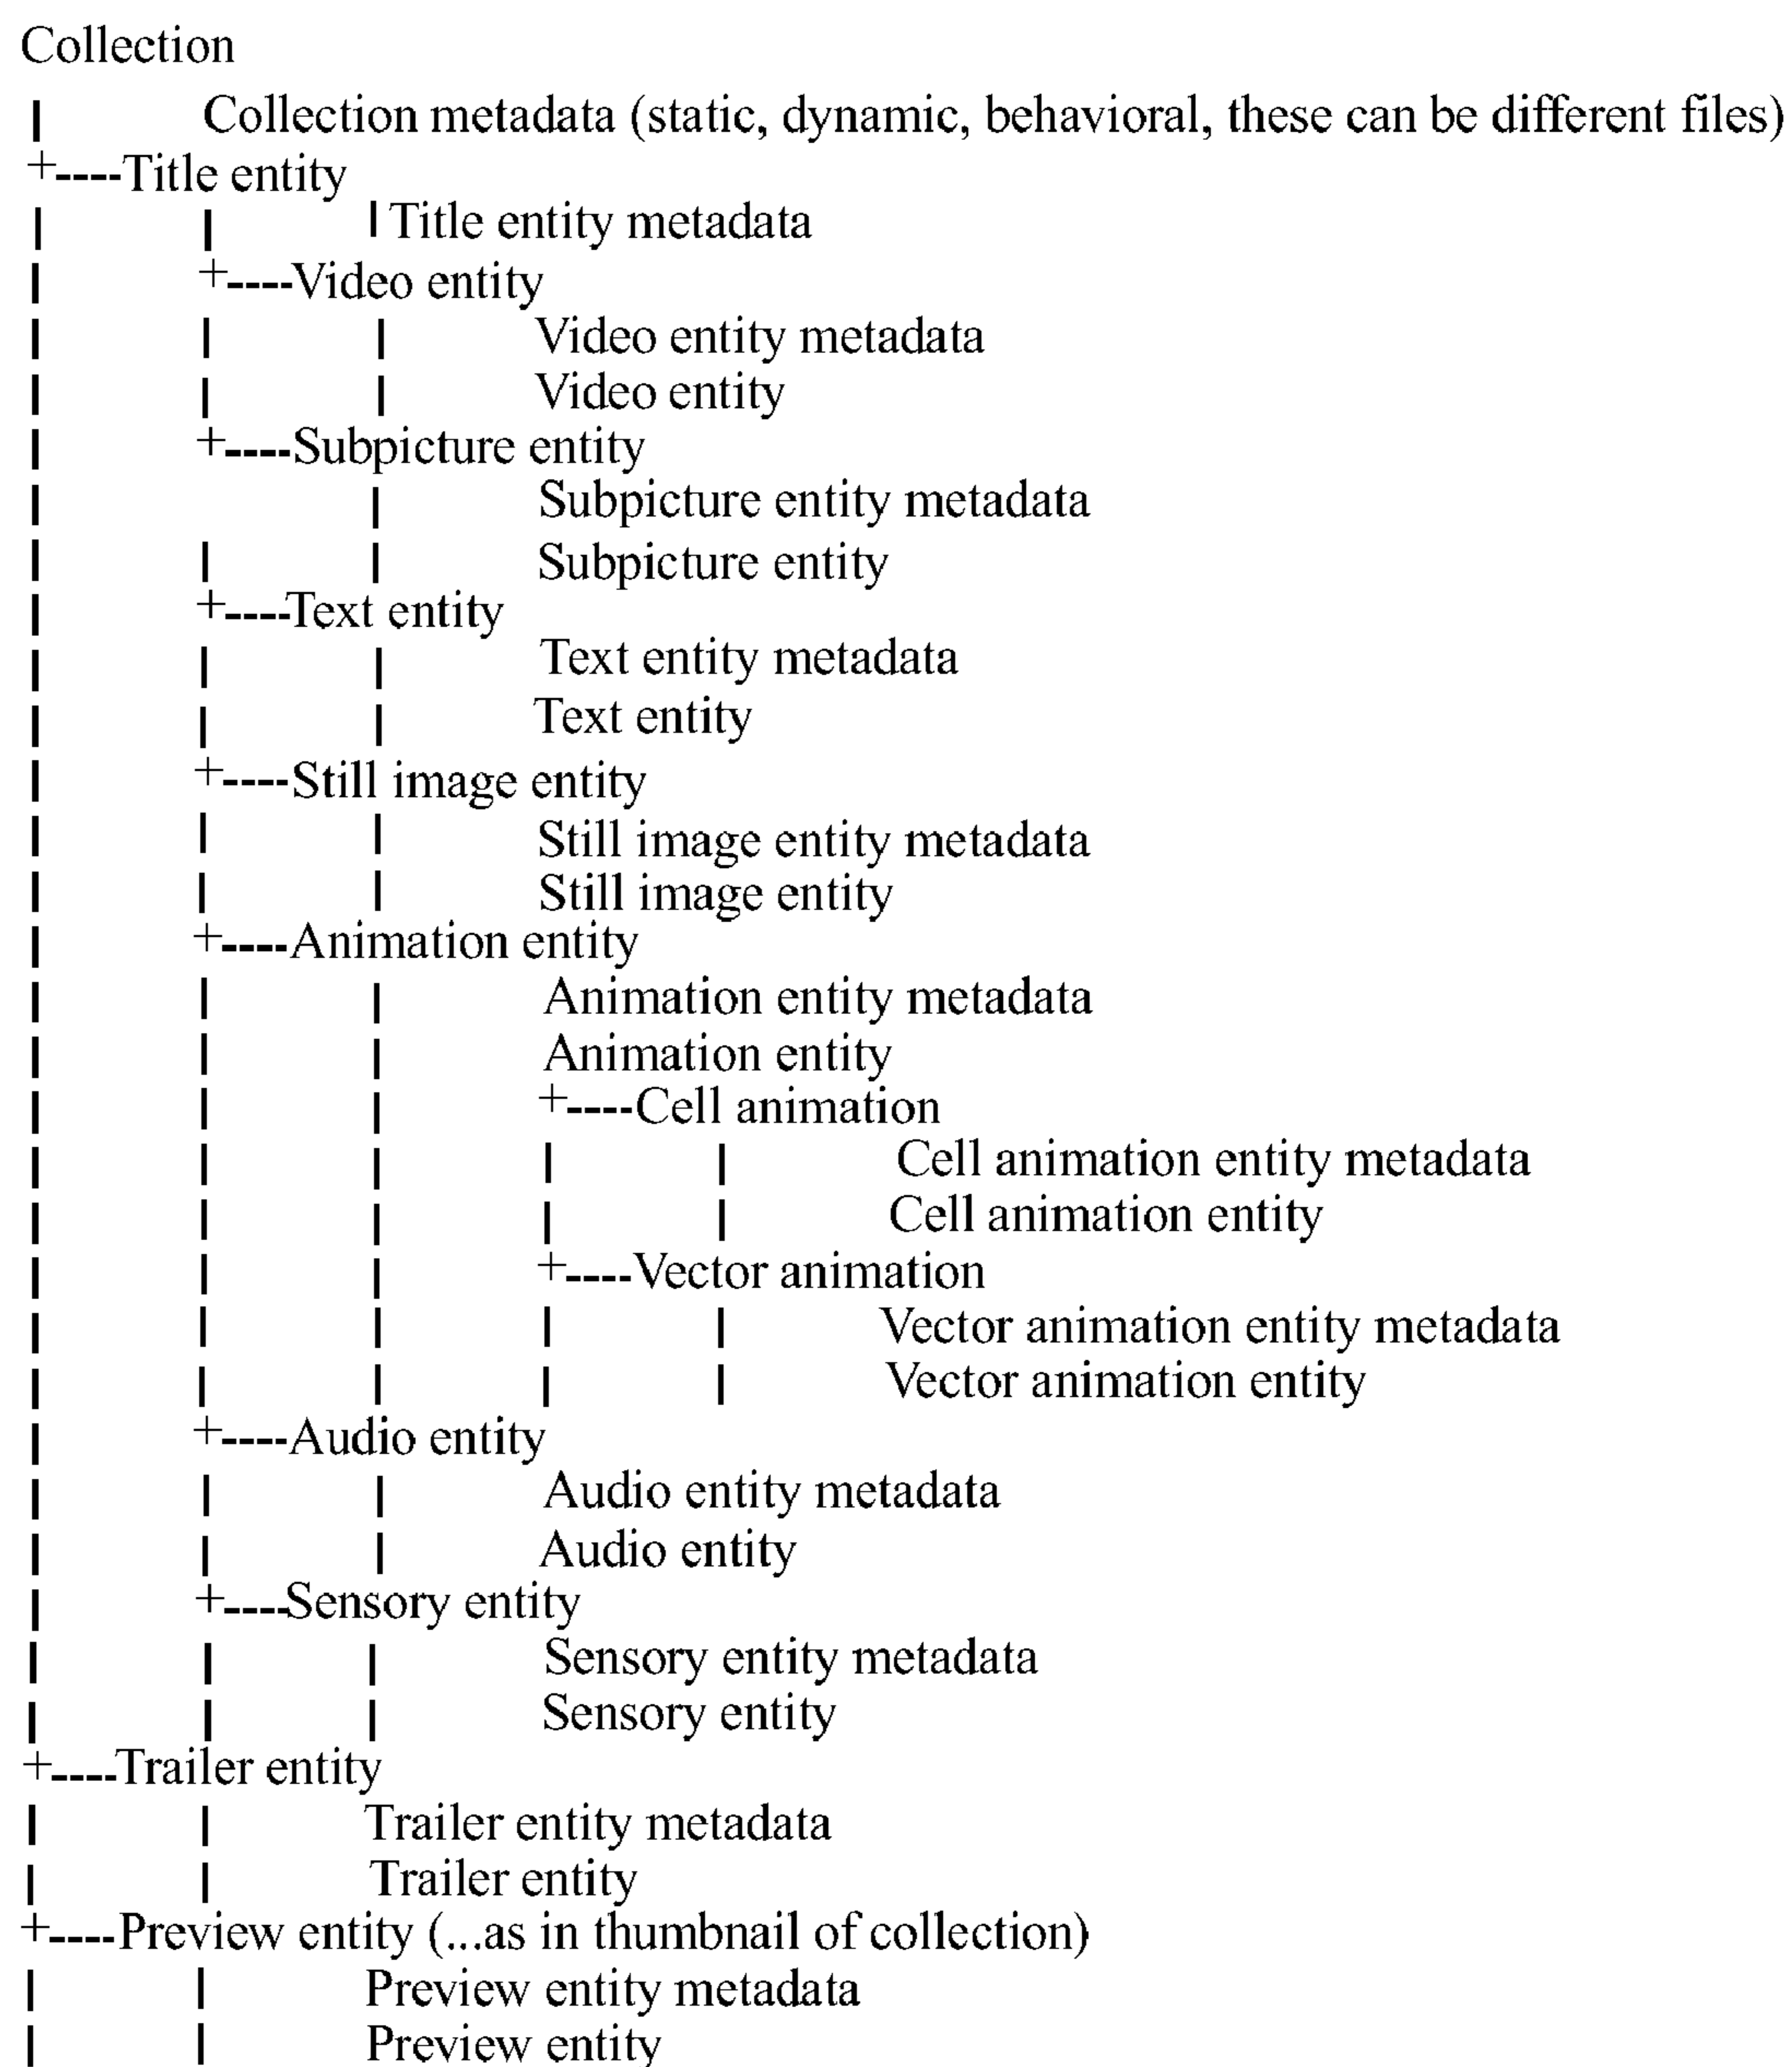 Collection
| Collection metadata (static, dynamic, behavioral, these can be different files)
+----Title entity
| | | Title entity metadata
| +----Video entity
| | | Video entity metadata
| | | Video entity
| +----Subpicture entity
| | Subpicture entity metadata
| | | Subpicture entity
| +----Text entity
| | | Text entity metadata
| | | Text entity
| +----Still image entity
| | | Still image entity metadata
| | | Still image entity
| +----Animation entity
| | | Animation entity metadata
| | | Animation entity
| | | +----Cell animation
| | | | | Cell animation entity metadata
| | | | | Cell animation entity
| | | +----Vector animation
| | | | | Vector animation entity metadata
| | | | | Vector animation entity
| +----Audio entity
| | | Audio entity metadata
| | | Audio entity
| +----Sensory entity
| | | Sensory entity metadata
| | | Sensory entity
+----Trailer entity
| | Trailer entity metadata
| | Trailer entity
+----Preview entity (...as in thumbnail of collection)
| | Preview entity metadata
| | Preview entity